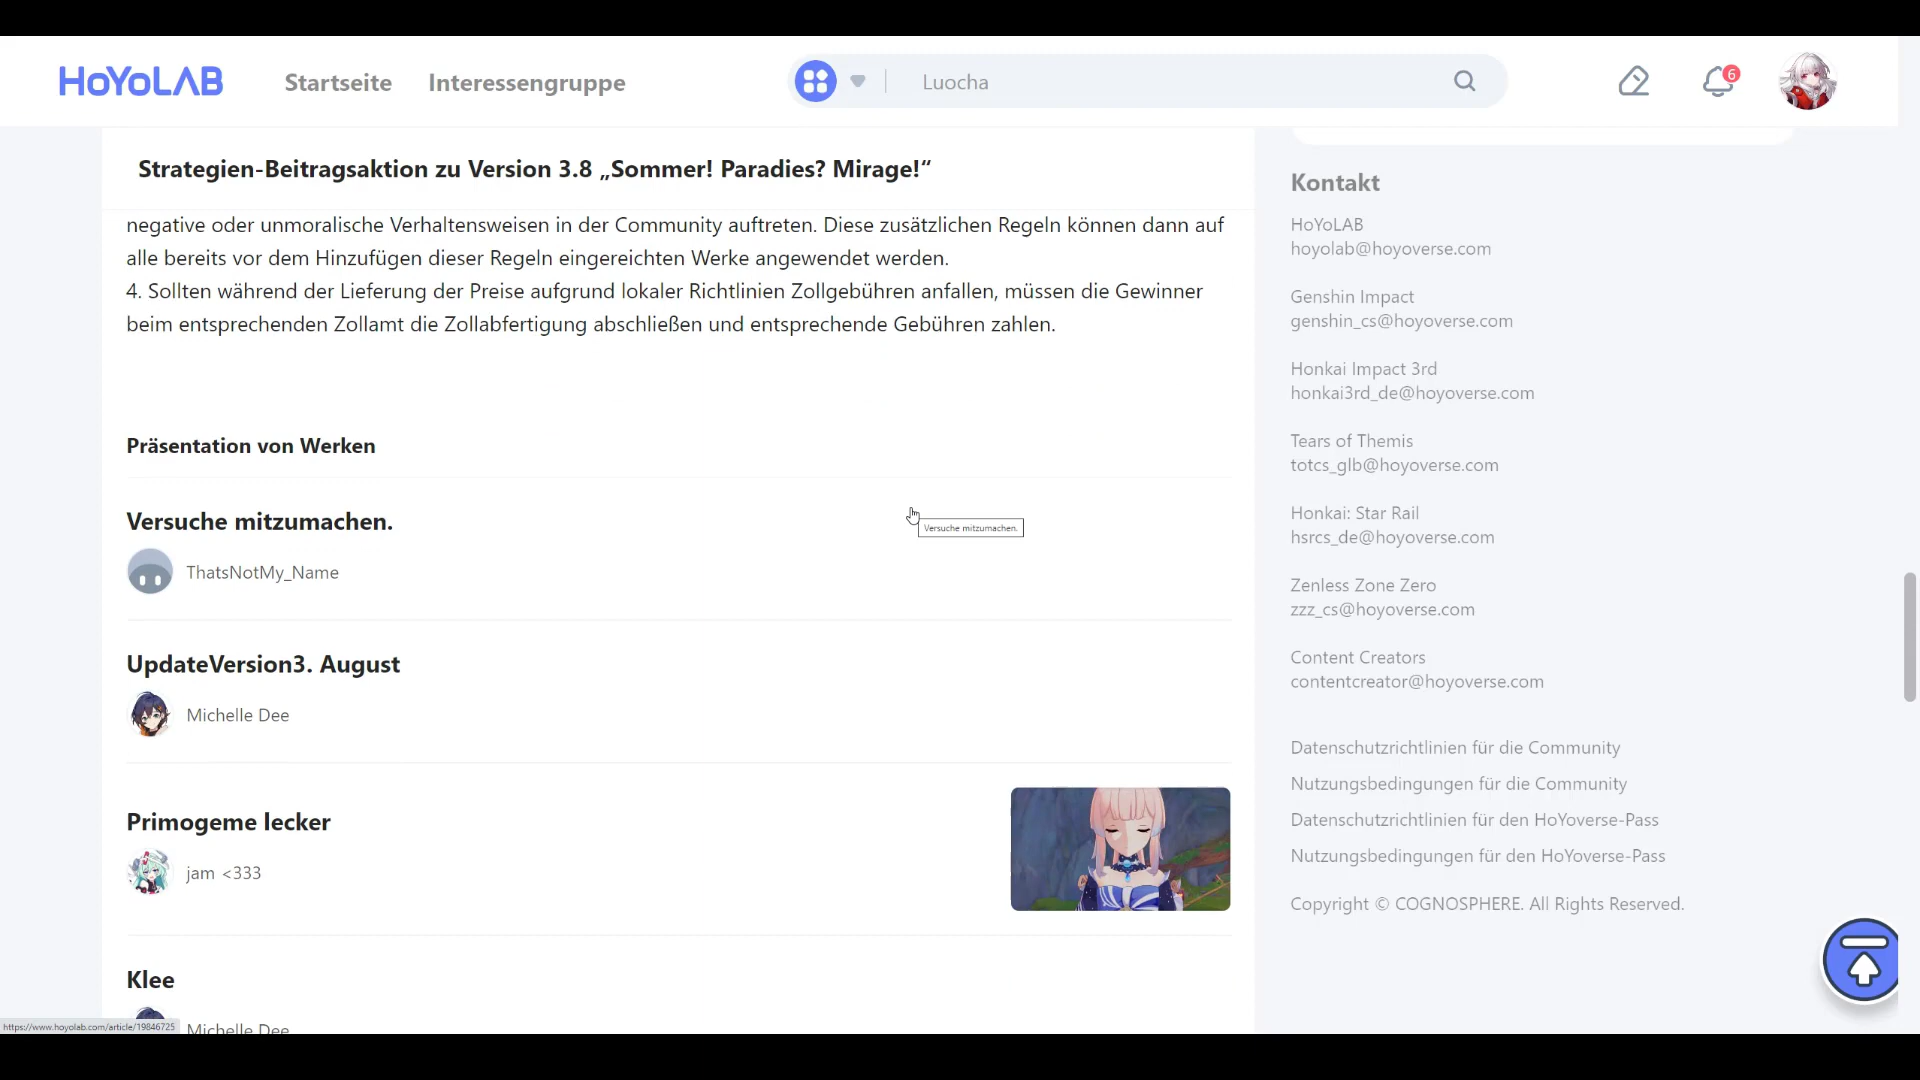 HoYoLAB
Startseite
Interessengruppe
Luocha
6
Strategien-Beitragsaktion zu Version 3.8 „Sommer! Paradies? Mirage!“
negative oder unmoralische Verhaltensweisen in der Community auftreten. Diese zusätzlichen Regeln können dann auf
alle bereits vor dem Hinzufügen dieser Regeln eingereichten Werke angewendet werden.
4. Sollten während der Lieferung der Preise aufgrund lokaler Richtlinien Zollgebühren anfallen, müssen die Gewinner
beim entsprechenden Zollamt die Zollabfertigung abschließen und entsprechende Gebühren zahlen.
Präsentation von Werken
Versuche mitzumachen.
Versuche mitzumachen.
ThatsNotMy_Name
UpdateVersion3. August
Michelle Dee
Primogeme lecker
jam <333
Klee
Michelle Dee
https://www.hoyolab.com/article/19846725
Kontakt
HoYoLAB
hoyolab@hoyoverse.com
Genshin Impact
genshin_cs@hoyoverse.com
Honkai Impact 3rd
honkai3rd_de@hoyoverse.com
Tears of Themis
totcs_glb@hoyoverse.com
Honkai: Star Rail
hsrcs_de@hoyoverse.com
Zenless Zone Zero
zzz_cs@hoyoverse.com
Content Creators
contentcreator@hoyoverse.com
Datenschutzrichtlinien für die Community
Nutzungsbedingungen für die Community
Datenschutzrichtlinien für den HoYoverse-Pass
Nutzungsbedingungen für den HoYoverse-Pass
Copyright © COGNOSPHERE. All Rights Reserved.